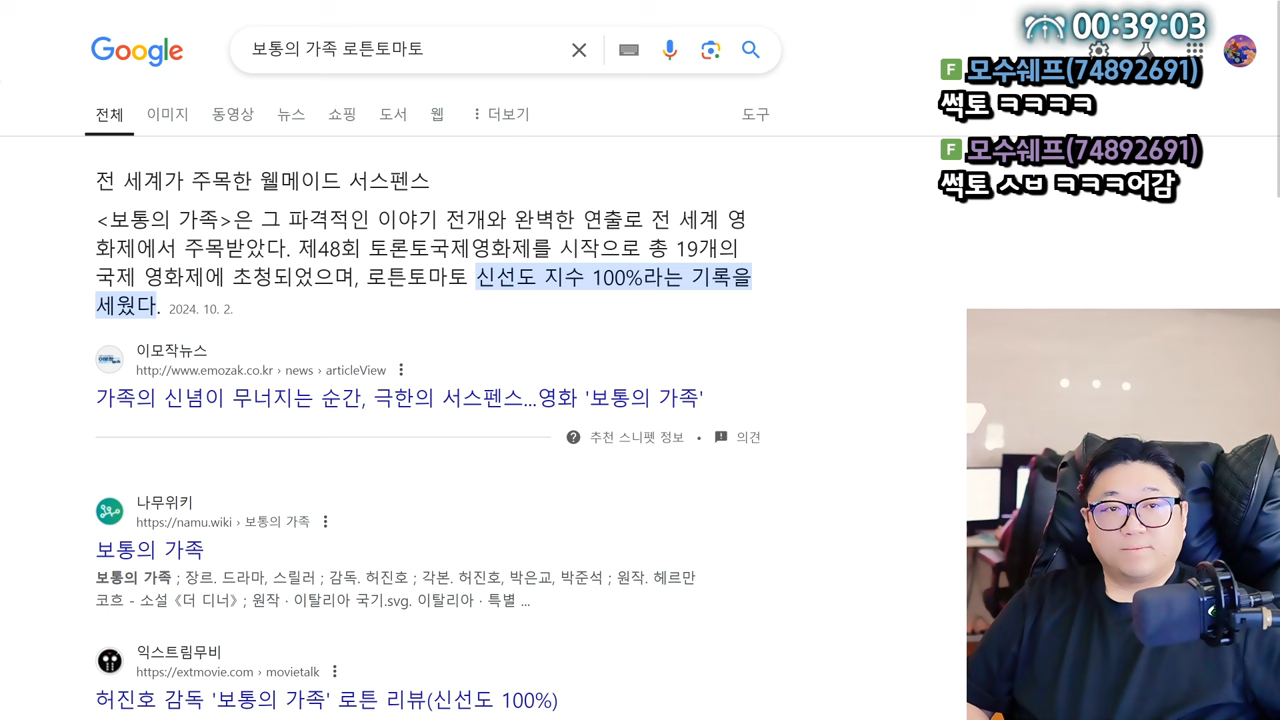 Google
보통의 가족 로튼토마토
00:39:03
F 모수쉐프(74892691)
썩토 ㅋㅋㅋㅋ
F 모수쉐프(74892691)
썩토 ㅅㅂ ㅋㅋㅋ어감
전체 이미지 동영상 뉴스 쇼핑 도서 웹 더보기 도구
전 세계가 주목한 웰메이드 서스펜스
<보통의 가족>은 그 파격적인 이야기 전개와 완벽한 연출로 전 세계 영
화제에서 주목받았다. 제48회 토론토국제영화제를 시작으로 총 19개의
국제 영화제에 초청되었으며, 로튼토마토 신선도 지수 100%라는 기록을
세웠다. 2024. 10. 2.
이모작뉴스
http://www.emozak.co.kr › news › articleView
가족의 신념이 무너지는 순간, 극한의 서스펜스...영화 '보통의 가족'
추천 스니펫 정보 • 의견
나무위키
https://namu.wiki › 보통의 가족
보통의 가족
보통의 가족 ; 장르. 드라마, 스릴러 ; 감독. 허진호 ; 각본. 허진호, 박은교, 박준석 ; 원작. 헤르만
코흐 - 소설 《더 디너》 ; 원작 · 이탈리아 국기.svg. 이탈리아 · 특별 ...
익스트림무비
https://extmovie.com › movietalk
허진호 감독 '보통의 가족' 로튼 리뷰(신선도 100%)